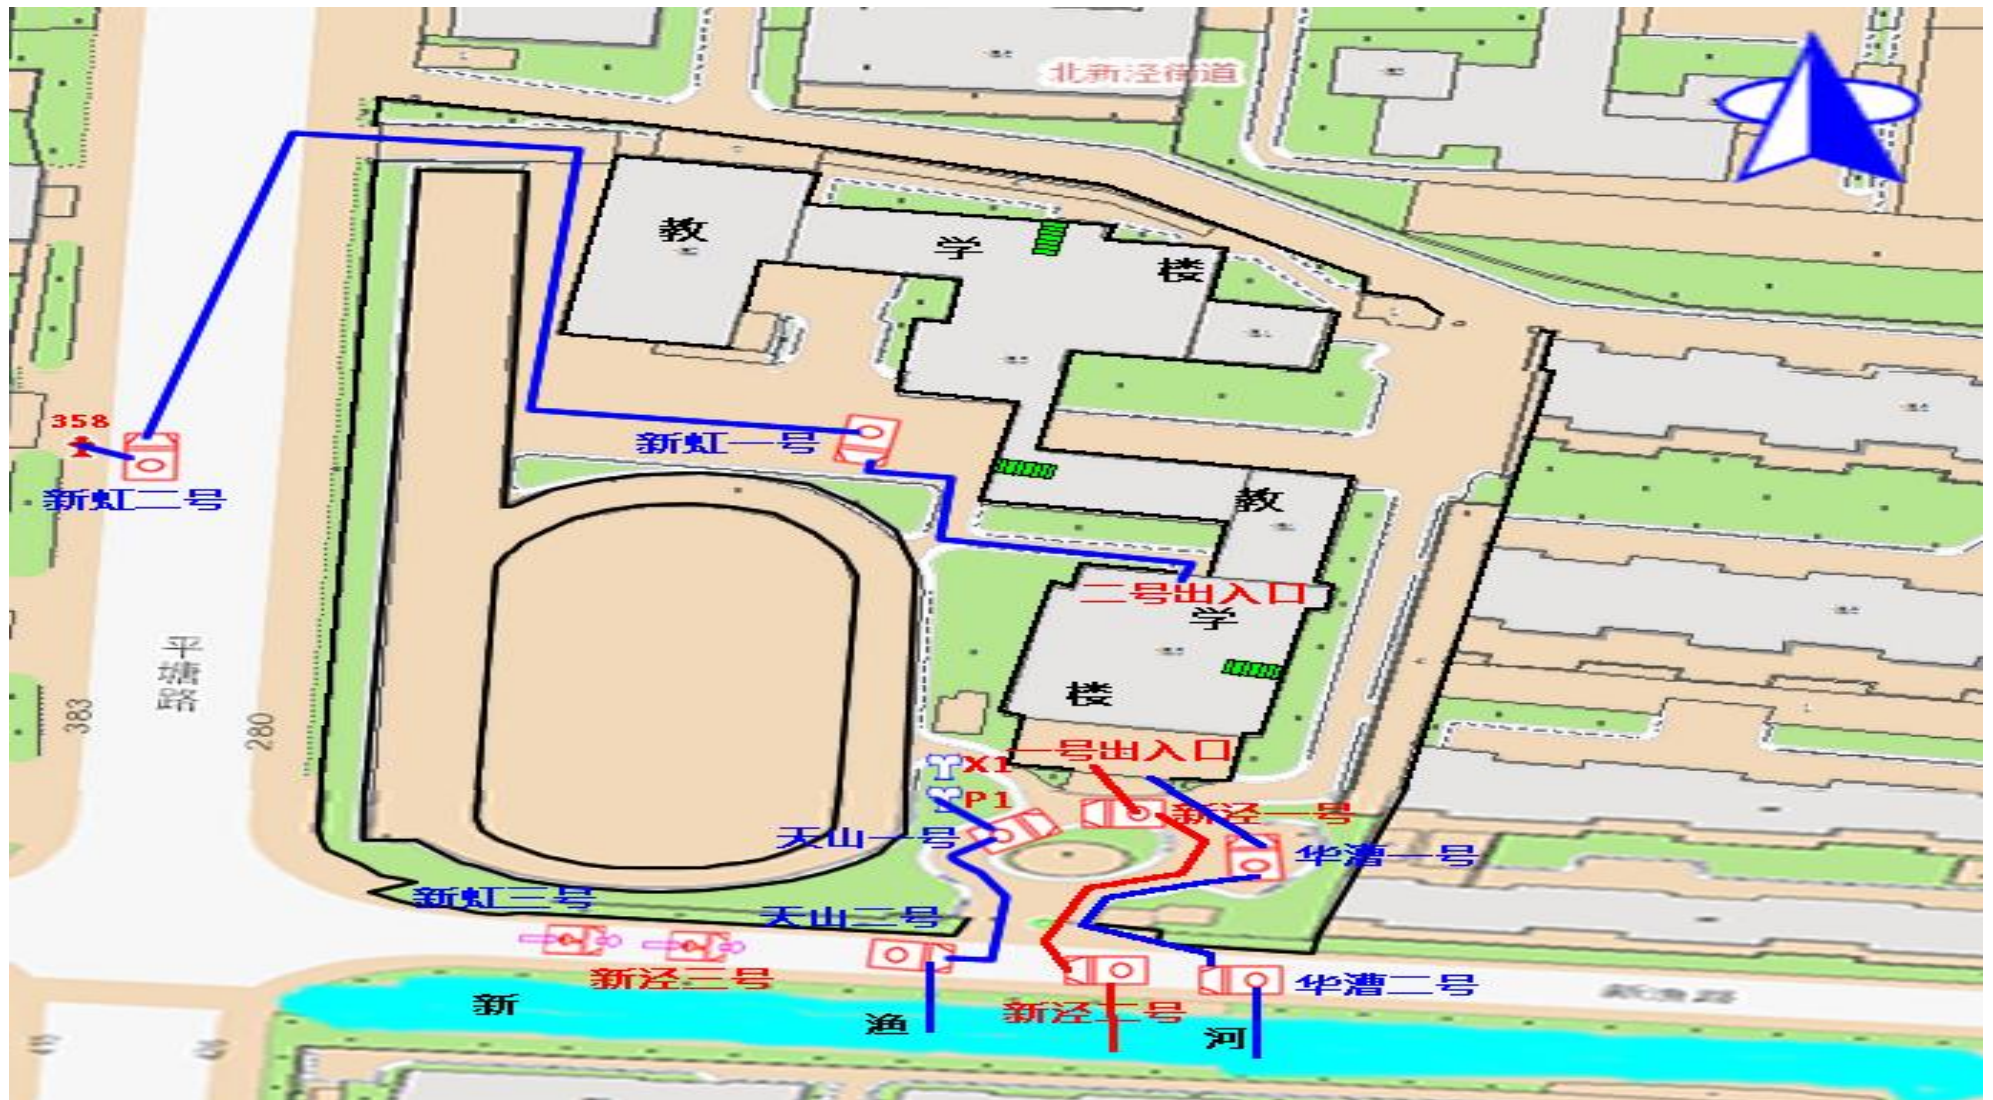 北新泾街道
教
学
楼
358
新虹一号
新虹二号
教
二号出入口
学
平塘路
楼
383
280
一号出入口
X1
P1
新泾一号
天山一号
华漕一号
新虹三号
天山二号
新泾三号
华漕二号
新渔路
新
新泾二号
渔
河